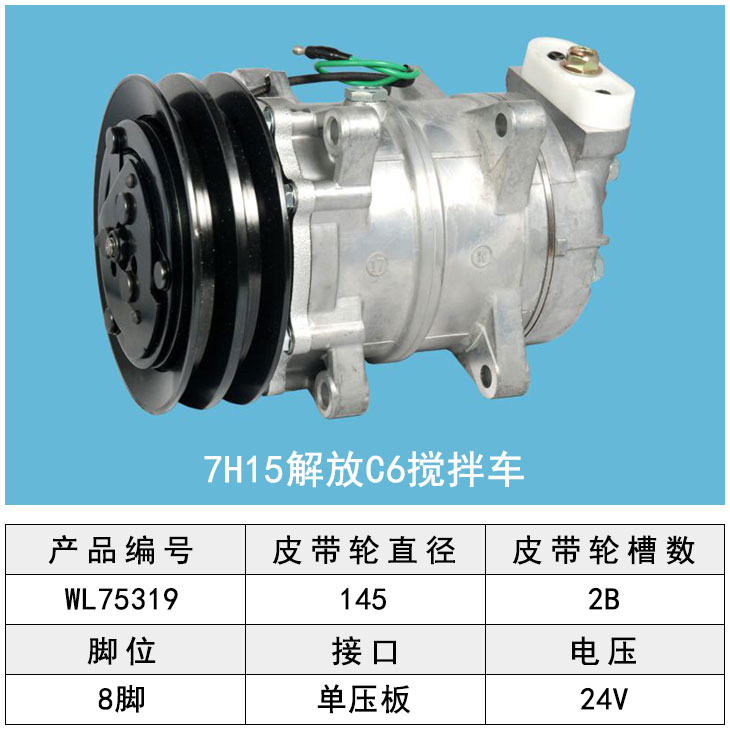 7H15解放C6搅拌车
产品编号 皮带轮直径 皮带轮槽数
WL75319 145 2B
脚位 接口 电压
8脚 单压板 24V